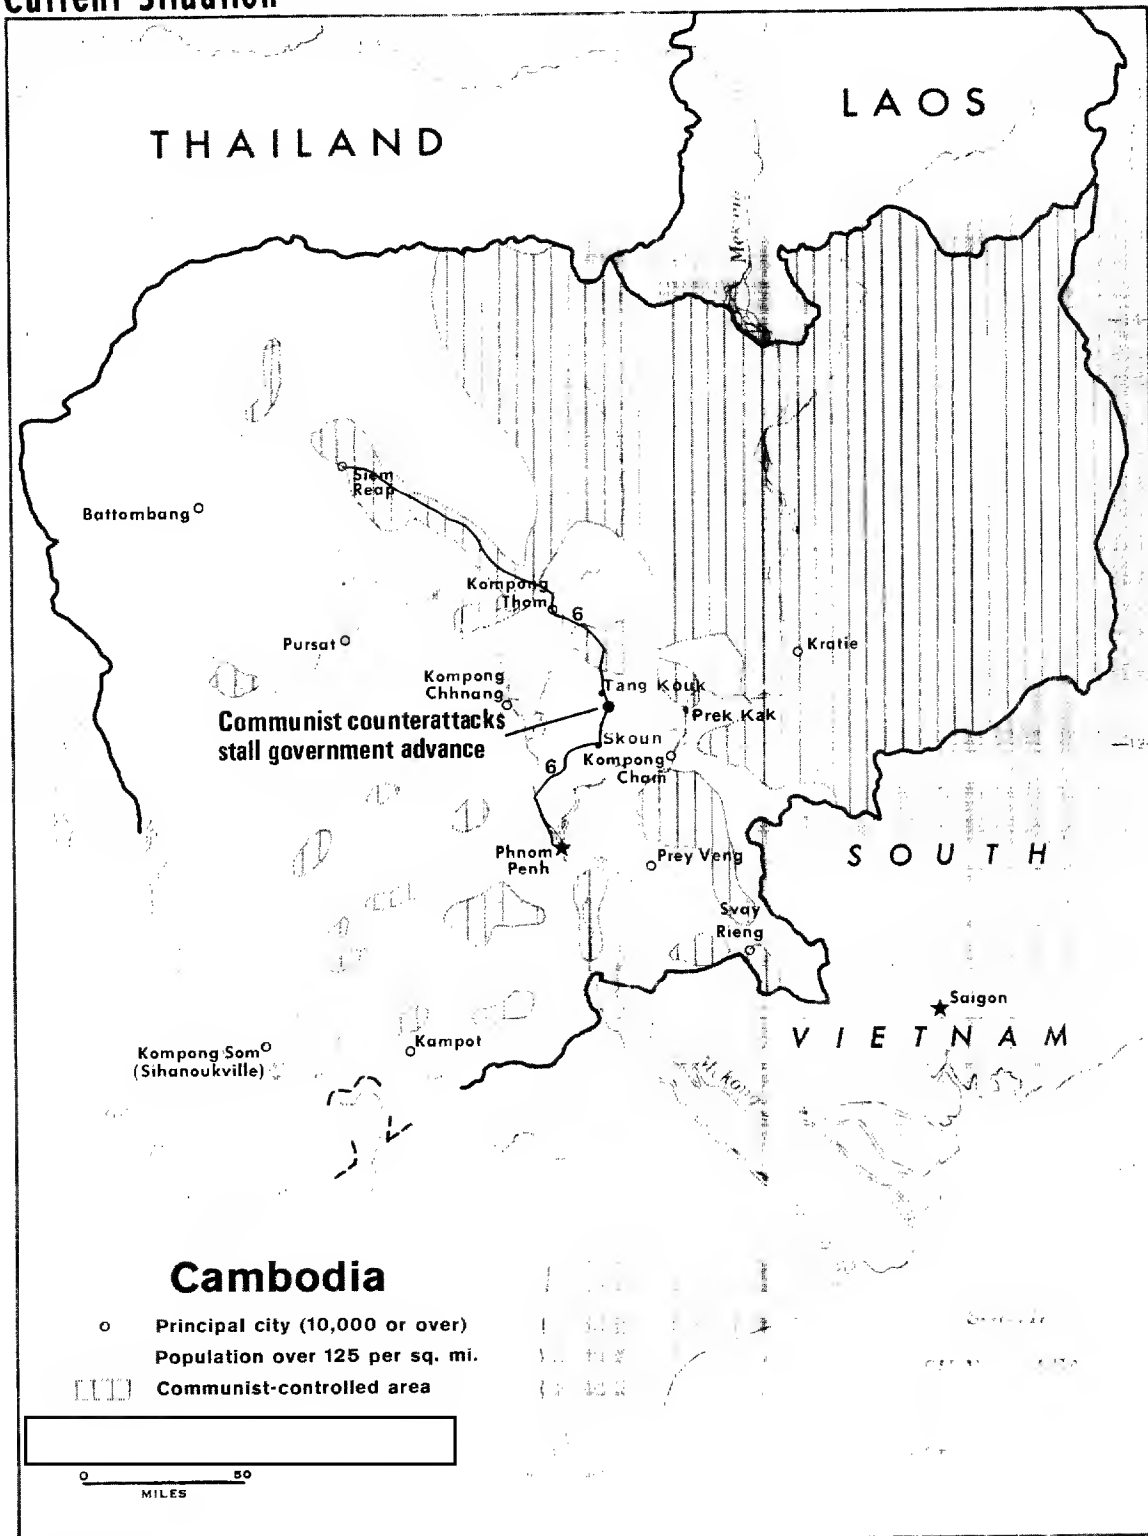 Current Situation
THAILAND
LAOS
Siem
Reap
Battambang
Kompong
Thom
6
Pursat
Kratie
Kompong
Chhnang
Tang Kouk
Prek Kak
Communist counterattacks
stall government advance
Skoun
Kompong
Cham
6
Phnom
Penh
Prey Veng
SOUTH
Svay
Rieng
Saigon
VIETNAM
Kompong Som
(Sihanoukville)
Kampot
Cambodia
Principal city (10,000 or over)
Population over 125 per sq. mi.
Communist-controlled area
0 50
MILES